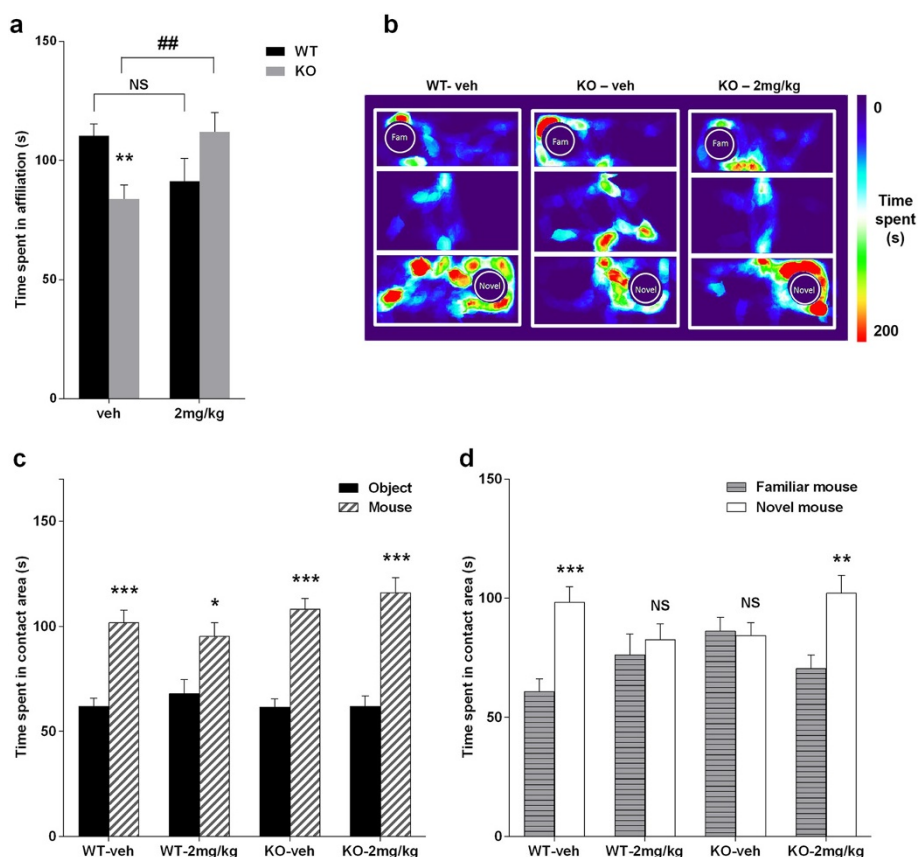 a
150
100
50
0
Time spent in affiliation (s)
WT
KO
##
NS
**
veh
2mg/kg
b
WT- veh
KO – veh
KO – 2mg/kg
Fam
Fam
Fam
Novel
Novel
Novel
0
Time
spent
(s)
200
c
150
100
50
0
Time spent in contact area (s)
Object
Mouse
***
*
***
***
WT-veh
WT-2mg/kg
KO-veh
KO-2mg/kg
d
100
100
50
0
Time spent in contact area (s)
Familiar mouse
Novel mouse
***
NS
NS
**
WT-veh
WT-2mg/kg
KO-veh
KO-2mg/kg